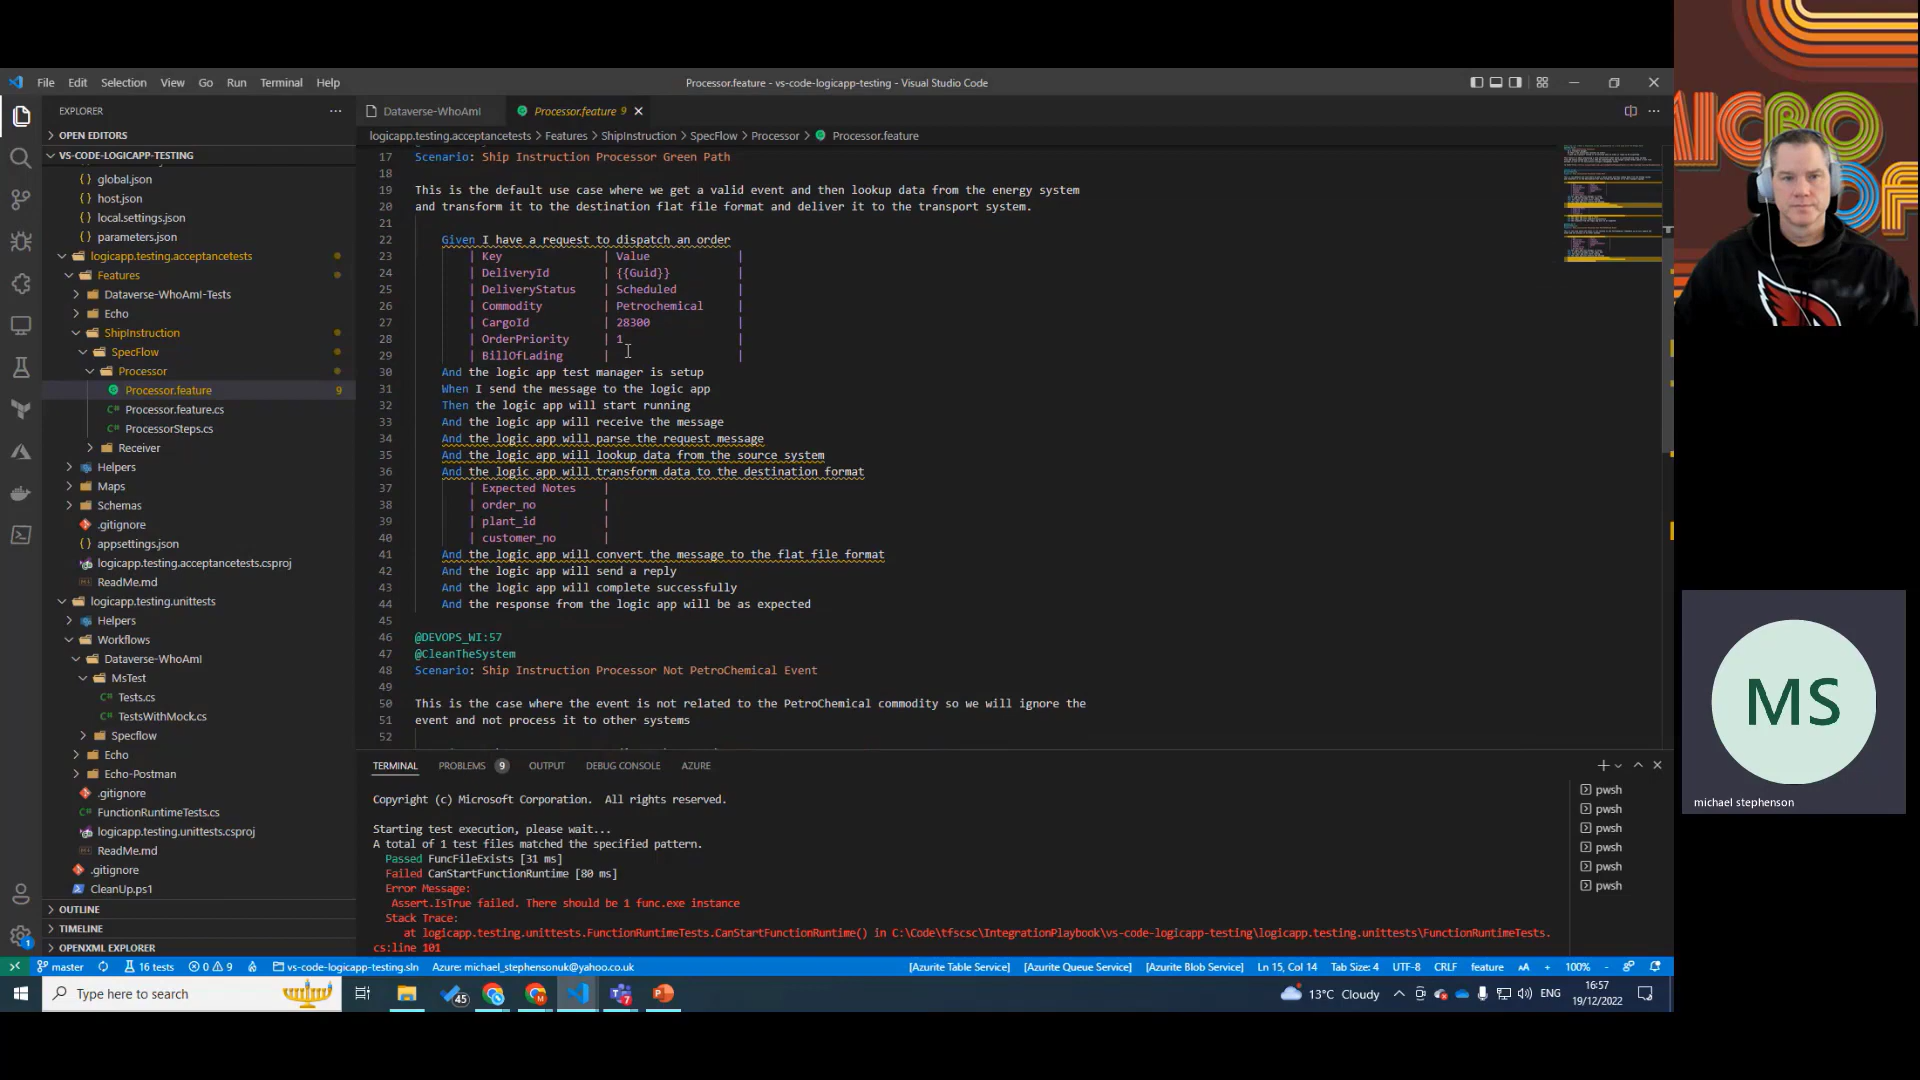 File Edit Selection View Go Run Terminal Help
Processor.feature - vs-code-logicapp-testing - Visual Studio Code
EXPLORER
OPEN EDITORS
VS-CODE-LOGICAPP-TESTING
global.json
host.json
local.settings.json
parameters.json
logicapp.testing.acceptancetests
Features
Dataverse-WhoAmI-Tests
Echo
ShipInstruction
SpecFlow
Processor
Processor.feature 9
Processor.feature.cs
ProcessorSteps.cs
Receiver
Helpers
Maps
Schemas
.gitignore
appsettings.json
logicapp.testing.acceptancetests.csproj
ReadMe.md
logicapp.testing.unittests
Helpers
Workflows
Dataverse-WhoAmI
MsTest
Tests.cs
TestsWithMock.cs
Specflow
Echo
Echo-Postman
.gitignore
FunctionRuntimeTests.cs
logicapp.testing.unittests.csproj
ReadMe.md
.gitignore
CleanUp.ps1
OUTLINE
TIMELINE
OPENXML EXPLORER
Dataverse-WhoAmI
Processor.feature 9
logicapp.testing.acceptancetests > Features > ShipInstruction > SpecFlow > Processor > Processor.feature
17 Scenario: Ship Instruction Processor Green Path
18
19 This is the default use case where we get a valid event and then lookup data from the energy system
20 and transform it to the destination flat file format and deliver it to the transport system.
21
22 Given I have a request to dispatch an order
23 | Key | Value |
24 | DeliveryId | {{Guid}} |
25 | DeliveryStatus | Scheduled |
26 | Commodity | Petrochemical |
27 | CargoId | 28300 |
28 | OrderPriority | 1 |
29 | BillOfLading | |
30 And the logic app test manager is setup
31 When I send the message to the logic app
32 Then the logic app will start running
33 And the logic app will receive the message
34 And the logic app will parse the request message
35 And the logic app will lookup data from the source system
36 And the logic app will transform data to the destination format
37 | Expected Notes |
38 | order_no |
39 | plant_id |
40 | customer_no |
41 And the logic app will convert the message to the flat file format
42 And the logic app will send a reply
43 And the logic app will complete successfully
44 And the response from the logic app will be as expected
45
46 @DEVOPS_WI:57
47 @CleanTheSystem
48 Scenario: Ship Instruction Processor Not PetroChemical Event
49
50 This is the case where the event is not related to the PetroChemical commodity so we will ignore the
51 event and not process it to other systems
52
TERMINAL PROBLEMS 9 OUTPUT DEBUG CONSOLE AZURE
Copyright (c) Microsoft Corporation. All rights reserved.
Starting test execution, please wait...
A total of 1 test files matched the specified pattern.
Passed FuncFileExists [31 ms]
Failed CanStartFunctionRuntime [80 ms]
Error Message:
Assert.IsTrue failed. There should be 1 func.exe instance
Stack Trace:
at logicapp.testing.unittests.FunctionRuntimeTests.CanStartFunctionRuntime() in C:\Code\tfscsc\IntegrationPlaybook\vs-code-logicapp-testing\logicapp.testing.unittests\FunctionRuntimeTests.
cs:line 101
pwsh
pwsh
pwsh
pwsh
pwsh
pwsh
master 16 tests 0 9 vs-code-logicapp-testing.sln Azure: michael_stephensonuk@yahoo.co.uk [Azurite Table Service] [Azurite Queue Service] [Azurite Blob Service] Ln 15, Col 14 Tab Size: 4 UTF-8 CRLF feature AA + 100% -
Type here to search
45
13°C Cloudy
ENG
16:57
19/12/2022
MS
michael stephenson